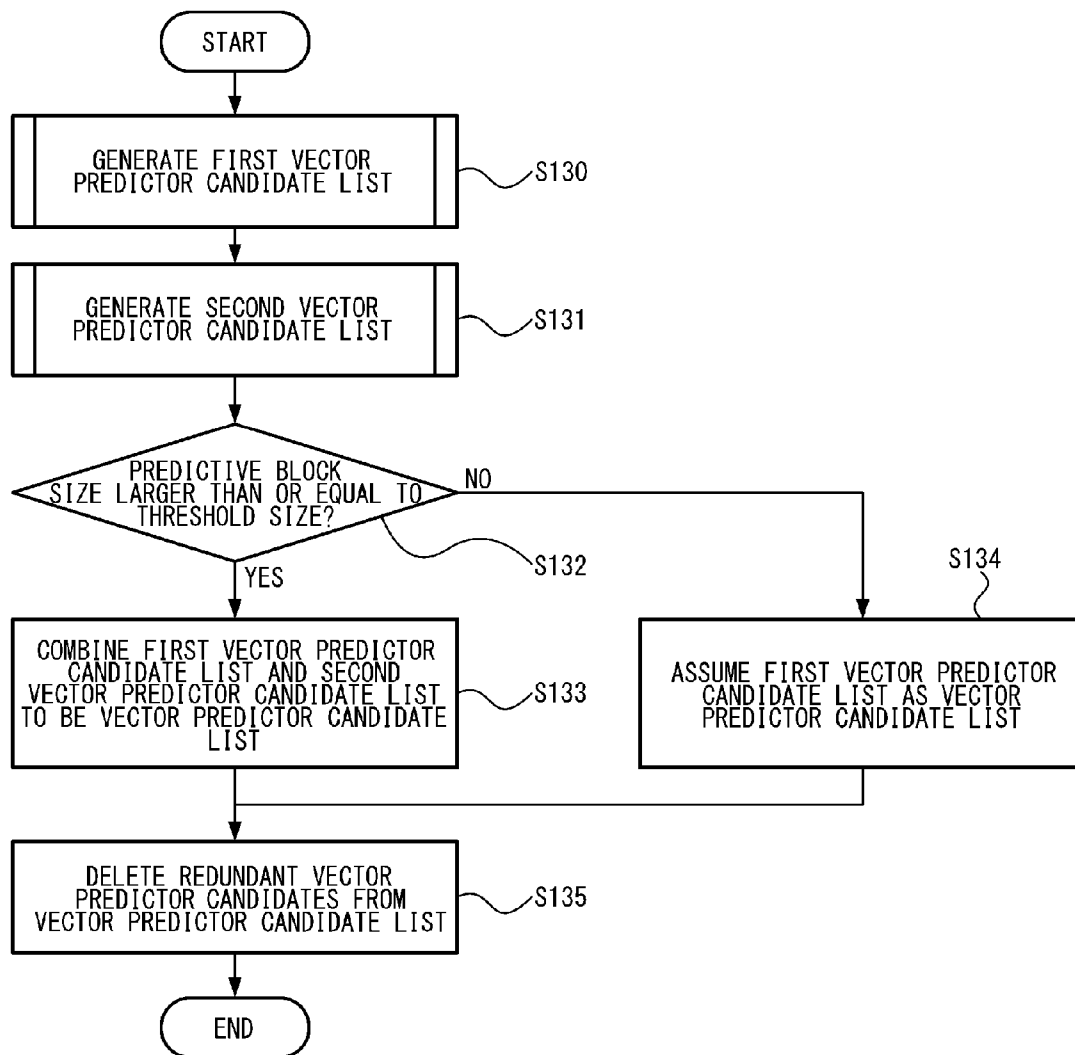 START
GENERATE FIRST VECTOR
PREDICTOR CANDIDATE LIST
S130
GENERATE SECOND VECTOR
PREDICTOR CANDIDATE LIST
S131
PREDICTIVE BLOCK
SIZE LARGER THAN OR EQUAL TO
THRESHOLD SIZE?
NO
S132
YES
S134
COMBINE FIRST VECTOR PREDICTOR
CANDIDATE LIST AND SECOND
VECTOR PREDICTOR CANDIDATE LIST
TO BE VECTOR PREDICTOR CANDIDATE
LIST
S133
ASSUME FIRST VECTOR PREDICTOR
CANDIDATE LIST AS VECTOR
PREDICTOR CANDIDATE LIST
DELETE REDUNDANT VECTOR
PREDICTOR CANDIDATES FROM
VECTOR PREDICTOR CANDIDATE LIST
S135
END